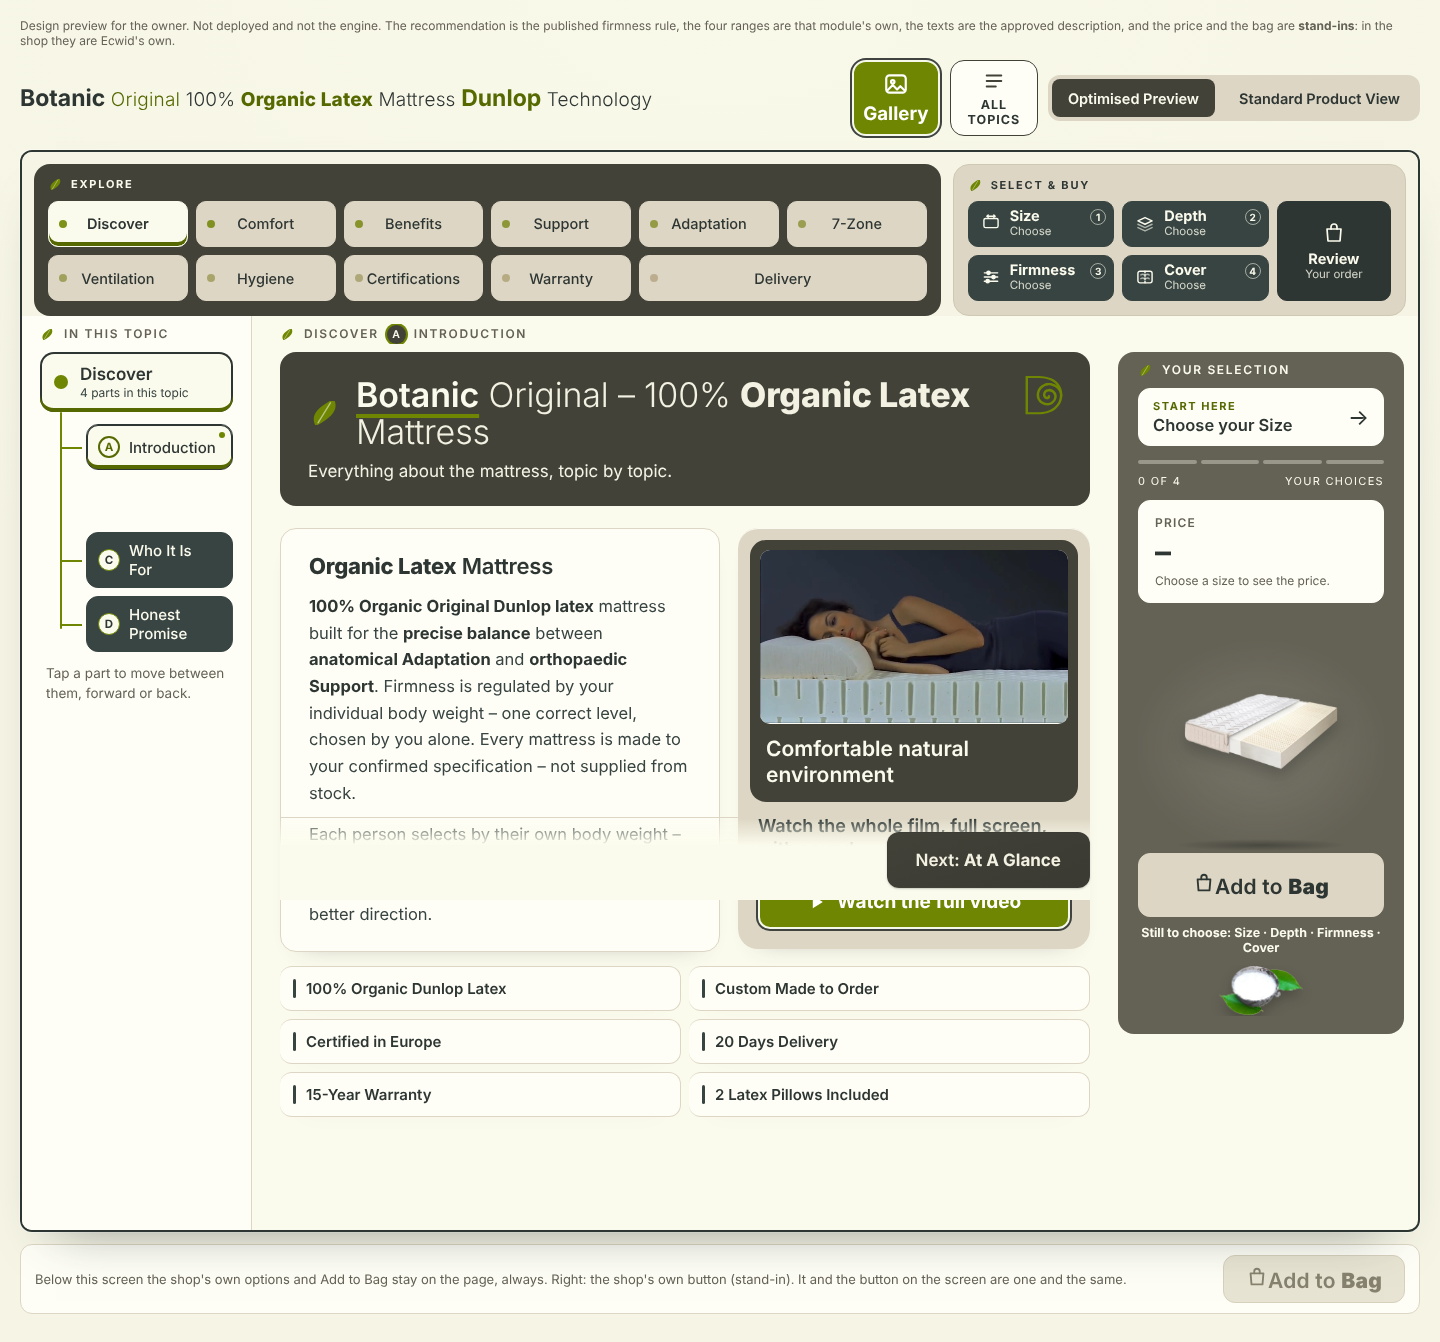 Design preview for the owner. Not deployed and not the engine. The recommendation is the published firmness rule, the four ranges are that module's own, the texts are the approved description, and the price and the bag are stand-ins: in the
shop they are Ecwid's own.
Botanic Original 100% Organic Latex Mattress Dunlop Technology
Gallery
ALL
TOPICS
Optimised Preview
Standard Product View
EXPLORE
Discover
Comfort
Benefits
Support
Adaptation
7-Zone
Ventilation
Hygiene
Certifications
Warranty
Delivery
SELECT & BUY
Size
Choose
1
Depth
Choose
2
Firmness
Choose
3
Cover
Choose
4
Review
Your order
IN THIS TOPIC
Discover
4 parts in this topic
A Introduction
C Who It Is
For
D Honest
Promise
Tap a part to move between
them, forward or back.
DISCOVER A INTRODUCTION
Botanic Original – 100% Organic Latex
Mattress
Everything about the mattress, topic by topic.
Organic Latex Mattress
100% Organic Original Dunlop latex mattress
built for the precise balance between
anatomical Adaptation and orthopaedic
Support. Firmness is regulated by your
individual body weight – one correct level,
chosen by you alone. Every mattress is made to
your confirmed specification – not supplied from
stock.
Each person selects by their own body weight –
better direction.
Comfortable natural
environment
Watch the whole film, full screen,
Watch the full video
Next: At A Glance
100% Organic Dunlop Latex
Custom Made to Order
Certified in Europe
20 Days Delivery
15-Year Warranty
2 Latex Pillows Included
YOUR SELECTION
START HERE
Choose your Size
0 OF 4
YOUR CHOICES
PRICE
–
Choose a size to see the price.
Add to Bag
Still to choose: Size · Depth · Firmness ·
Cover
Below this screen the shop's own options and Add to Bag stay on the page, always. Right: the shop's own button (stand-in). It and the button on the screen are one and the same.
Add to Bag